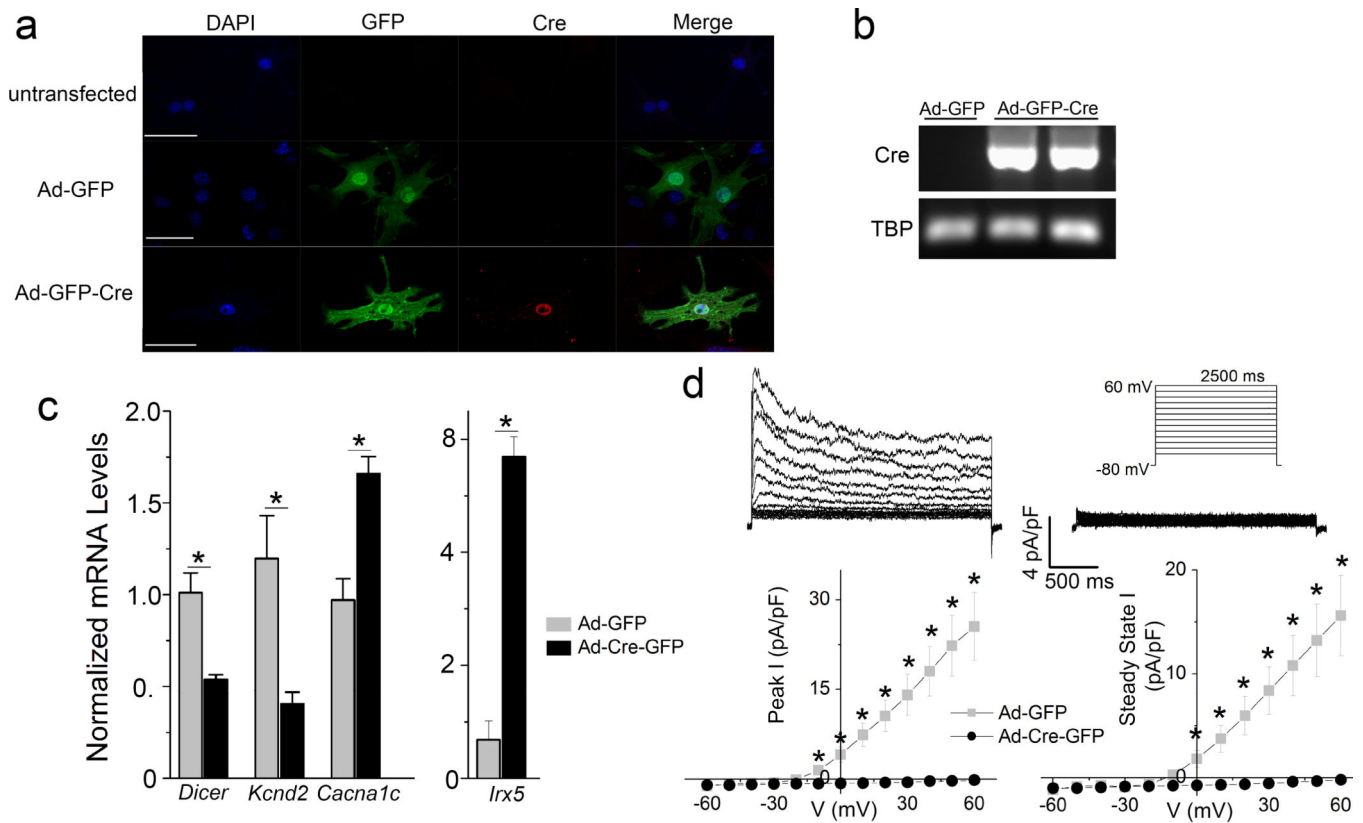 a
DAPI GFP Cre Merge
untransfected
Ad-GFP
Ad-GFP-Cre
b
Ad-GFP Ad-GFP-Cre
Cre
TBP
c
Normalized mRNA Levels
2.0
1.5
1.0
0.
0
*
*
*
Dicer Kcnd2 Cacna1c
8
4
2
0
*
Irx5
Ad-GFP
Ad-Cre-GFP
d
2500 ms
60 mV
-80 mV
4 pA/pF
500 ms
Peak I (pA/pF)
30
15
0
* * * * * * * *
Ad-GFP
Ad-Cre-GFP
-60 -30 V (mV) 30 60
Steady State I
(pA/pF)
20
10
0
* * * * * * *
-60 -30 V (mV) 30 60